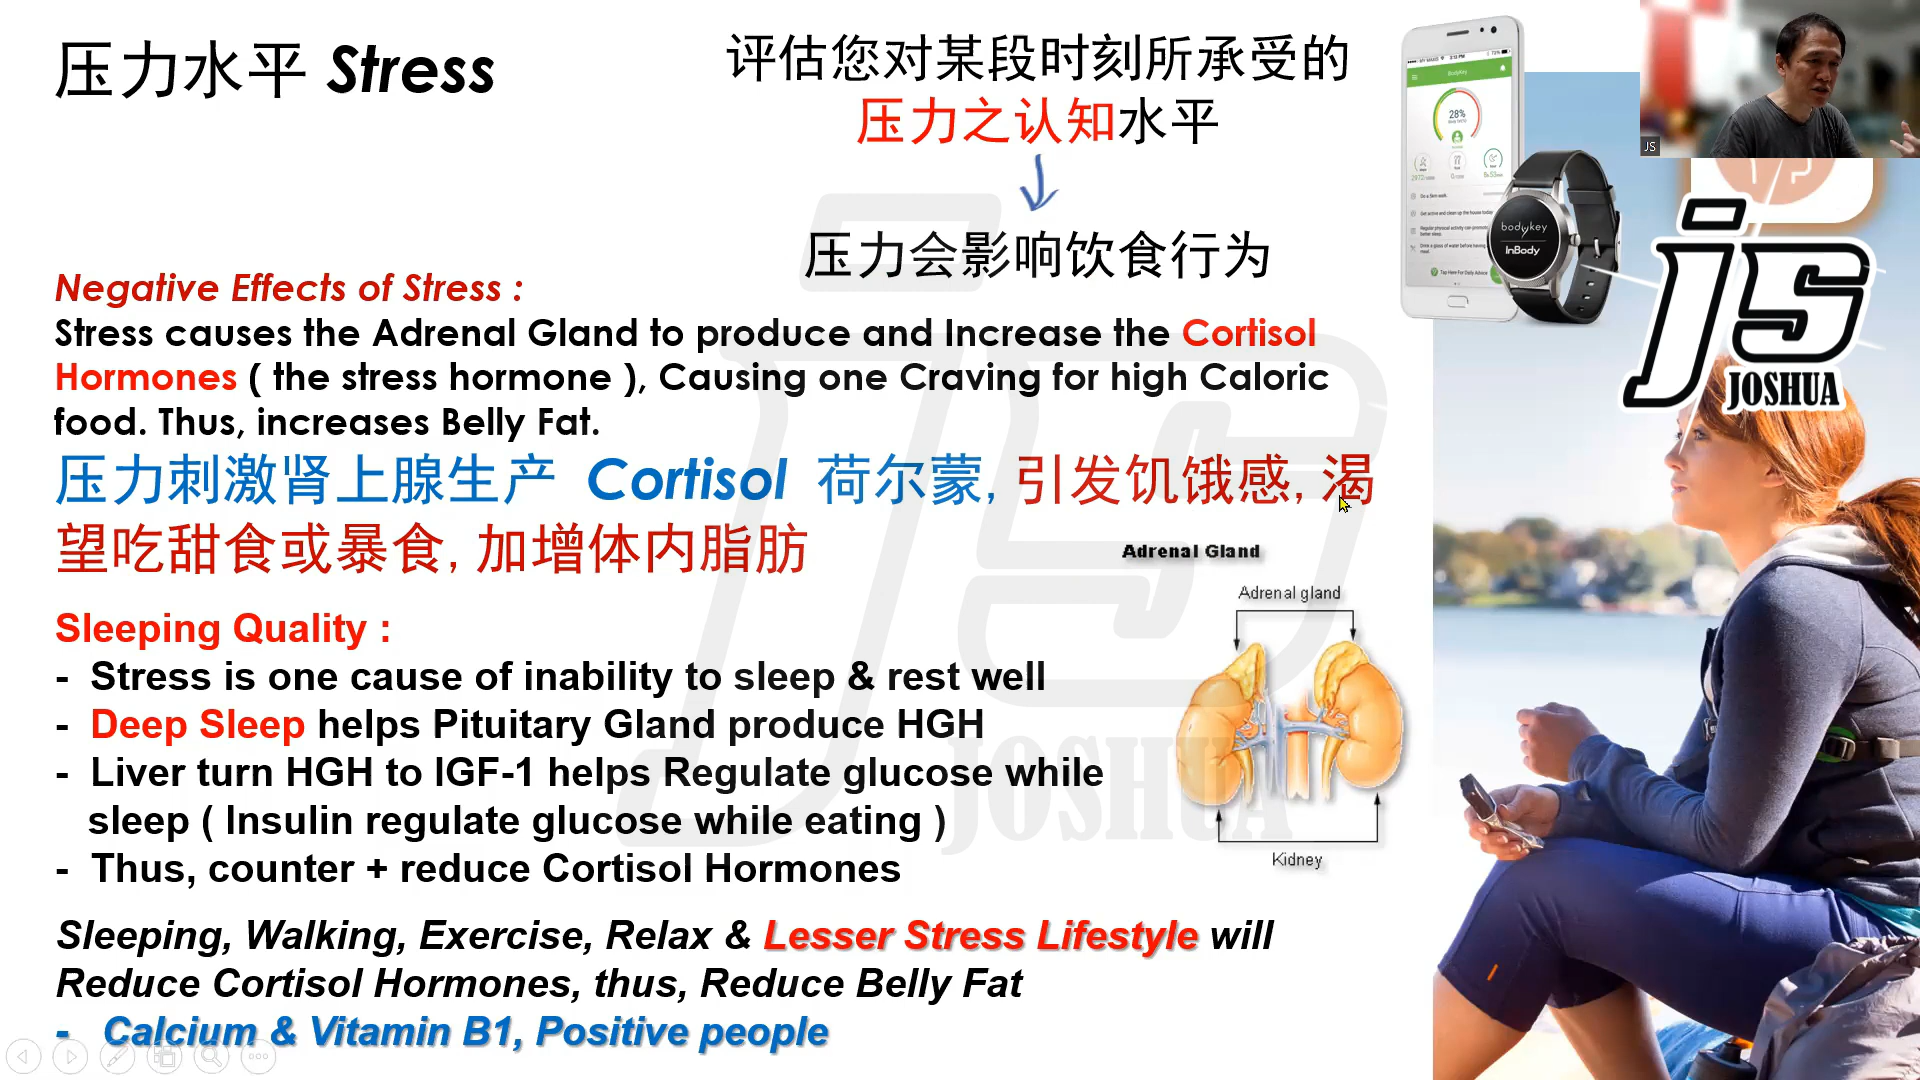 压力水平 Stress
评估您对某段时刻所承受的
压力之认知水平
压力会影响饮食行为
Negative Effects of Stress :
Stress causes the Adrenal Gland to produce and Increase the Cortisol
Hormones ( the stress hormone ), Causing one Craving for high Caloric
food. Thus, increases Belly Fat.
压力刺激肾上腺生产 Cortisol 荷尔蒙, 引发饥饿感, 渴
望吃甜食或暴食, 加增体内脂肪
Sleeping Quality :
- Stress is one cause of inability to sleep & rest well
- Deep Sleep helps Pituitary Gland produce HGH
- Liver turn HGH to IGF-1 helps Regulate glucose while
sleep ( Insulin regulate glucose while eating )
- Thus, counter + reduce Cortisol Hormones
Sleeping, Walking, Exercise, Relax & Lesser Stress Lifestyle will
Reduce Cortisol Hormones, thus, Reduce Belly Fat
- Calcium & Vitamin B1, Positive people
Adrenal Gland
Adrenal gland
Kidney
BodyKey
28%
bodykey
InBody
JS
js
JOSHUA
JS
JOSHUA